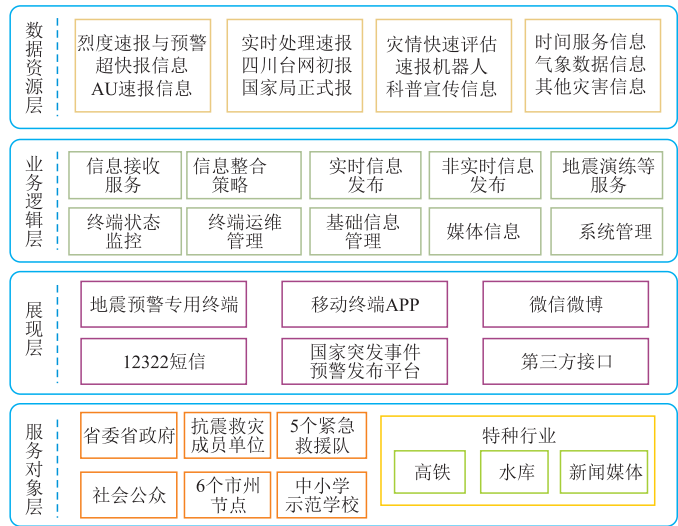 数据资源层
烈度速报与预警
超快报信息
AU速报信息
实时处理速报
四川台网初报
国家局正式报
灾情快速评估
速报机器人
科普宣传信息
时间服务信息
气象数据信息
其他灾害信息
业务逻辑层
信息接收
服务
信息整合
策略
实时信息
发布
非实时信息
发布
地震演练等
服务
终端状态
监控
终端运维
管理
基础信息
管理
媒体信息
系统管理
展现层
地震预警专用终端
移动终端APP
微信微博
12322短信
国家突发事件
预警发布平台
第三方接口
服务对象层
省委省政府
抗震救灾
成员单位
5个紧急
救援队
社会公众
6个市州
节点
中小学
示范学校
特种行业
高铁
水库
新闻媒体